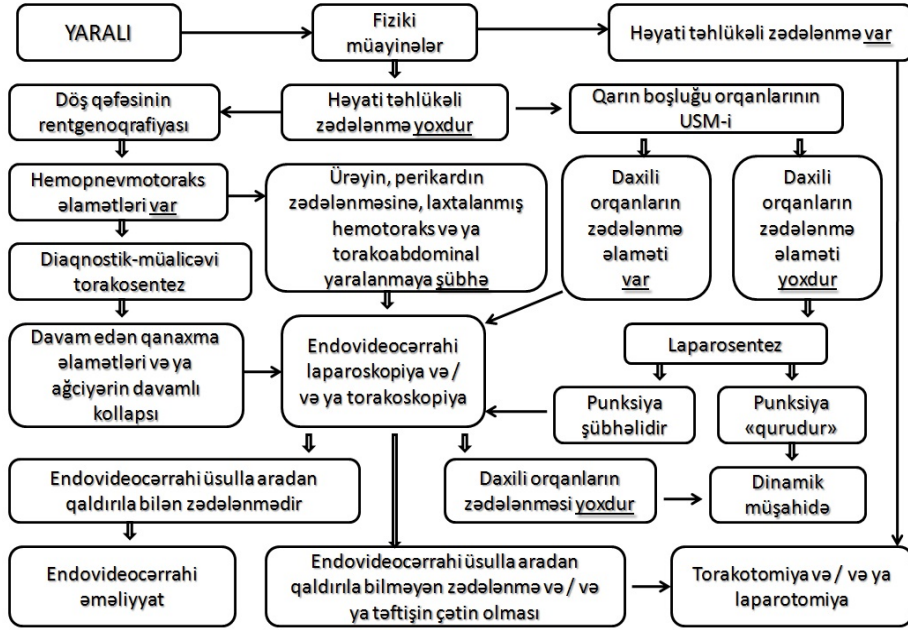 YARALI
Fiziki
müayinələr
Həyati təhlükəli zədələnmə var
Döş qəfəsinin
rentgenoqrafiyası
Həyati təhlükəli
zədələnmə yoxdur
Qarın boşluğu orqanlarının
USM-i
Hemopnevmotoraks
əlamətləri var
Ürəyin, perikardın
zədələnməsinə, laxtalanmış
hemotoraks və ya
torakoabdominal
yaralanmaya şübhə
Daxili
orqanların
zədələnmə
əlaməti
var
Daxili
orqanların
zədələnmə
əlaməti
yoxdur
Diaqnostik-müalicəvi
torakosentez
Davam edən qanaxma
əlamətləri və ya
ağciyərin davamlı
kollapsı
Endovideocərrahi
laparoskopiya və /
və ya torakoskopiya
Laparosentez
Punksiya
şübhəlidir
Punksiya
«qurudur»
Endovideocərrahi üsulla aradan
qaldırıla bilən zədələnmədir
Daxili orqanların
zədələnməsi yoxdur
Dinamik
müşahidə
Endovideocərrahi
əməliyyat
Endovideocərrahi üsulla aradan
qaldırıla bilməyən zədələnmə və / və
ya təftişin çətin olması
Torakotomiya və / və ya
laparotomiya